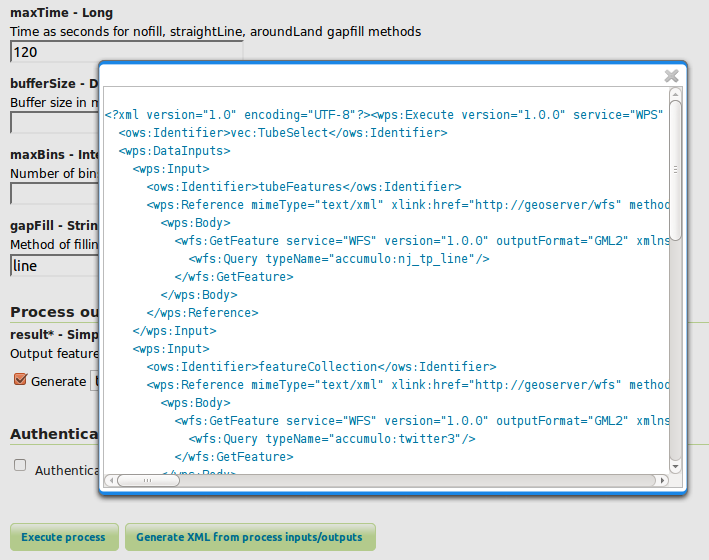 maxTime - Long
Time as seconds for nofill, straightLine, aroundLand gapfill methods
120
bufferSize - D
Buffer size in m
maxBins - Inte
Number of bin
gapFill - Strin
Method of fillin
line
Process ou
result* - Simp
Output feature
Generate
Authentica
Authentica
Execute process
Generate XML from process inputs/outputs
<?xml version="1.0" encoding="UTF-8"?><wps:Execute version="1.0.0" service="WPS"
<ows:Identifier>vec:TubeSelect</ows:Identifier>
<wps:DataInputs>
<wps:Input>
<ows:Identifier>tubeFeatures</ows:Identifier>
<wps:Reference mimeType="text/xml" xlink:href="http://geoserver/wfs" method
<wps:Body>
<wfs:GetFeature service="WFS" version="1.0.0" outputFormat="GML2" xmlns
<wfs:Query typeName="accumulo:nj_tp_line"/>
</wfs:GetFeature>
</wps:Body>
</wps:Reference>
</wps:Input>
<wps:Input>
<ows:Identifier>featureCollection</ows:Identifier>
<wps:Reference mimeType="text/xml" xlink:href="http://geoserver/wfs" method
<wps:Body>
<wfs:GetFeature service="WFS" version="1.0.0" outputFormat="GML2" xmlns
<wfs:Query typeName="accumulo:twitter3"/>
</wfs:GetFeature>
</wps:Body>